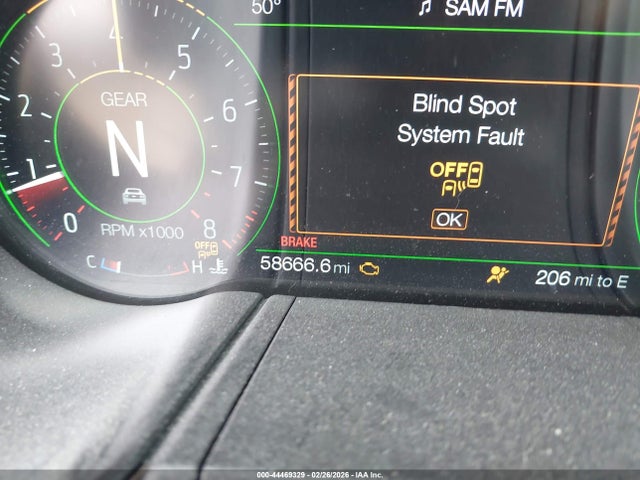 50°
SAM FM
4
5
6
7
8
2
1
0
GEAR
N
RPM x1000
OFF
C
H
Blind Spot
System Fault
OFF
OK
BRAKE
58666.6 mi
206 mi to E
000-44469329 - 02/26/2026 - © IAA Inc.